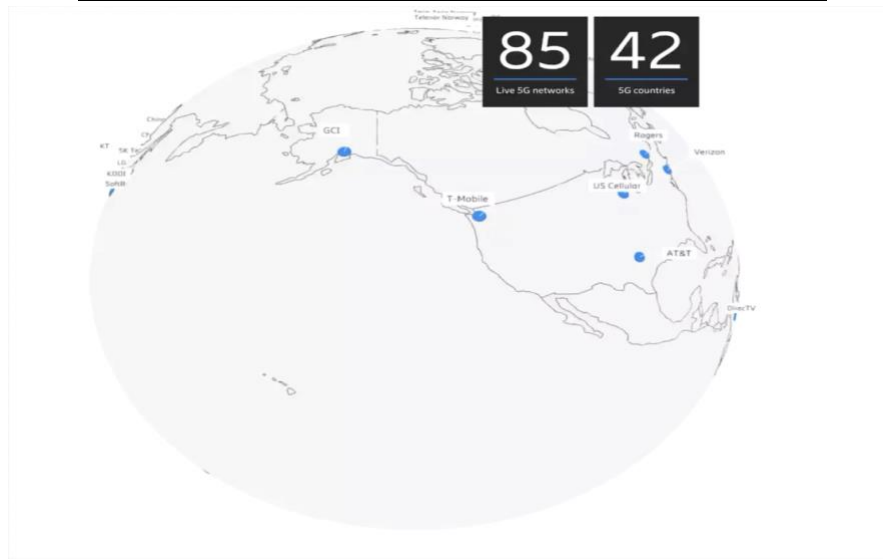 Telenor Norway
85
Live 5G networks
42
5G countries
GCI
Rogers
Verizon
KT
SK Te
LG
KDDI
SoftB
US Cellular
T-Mobile
AT&T
DirecTV